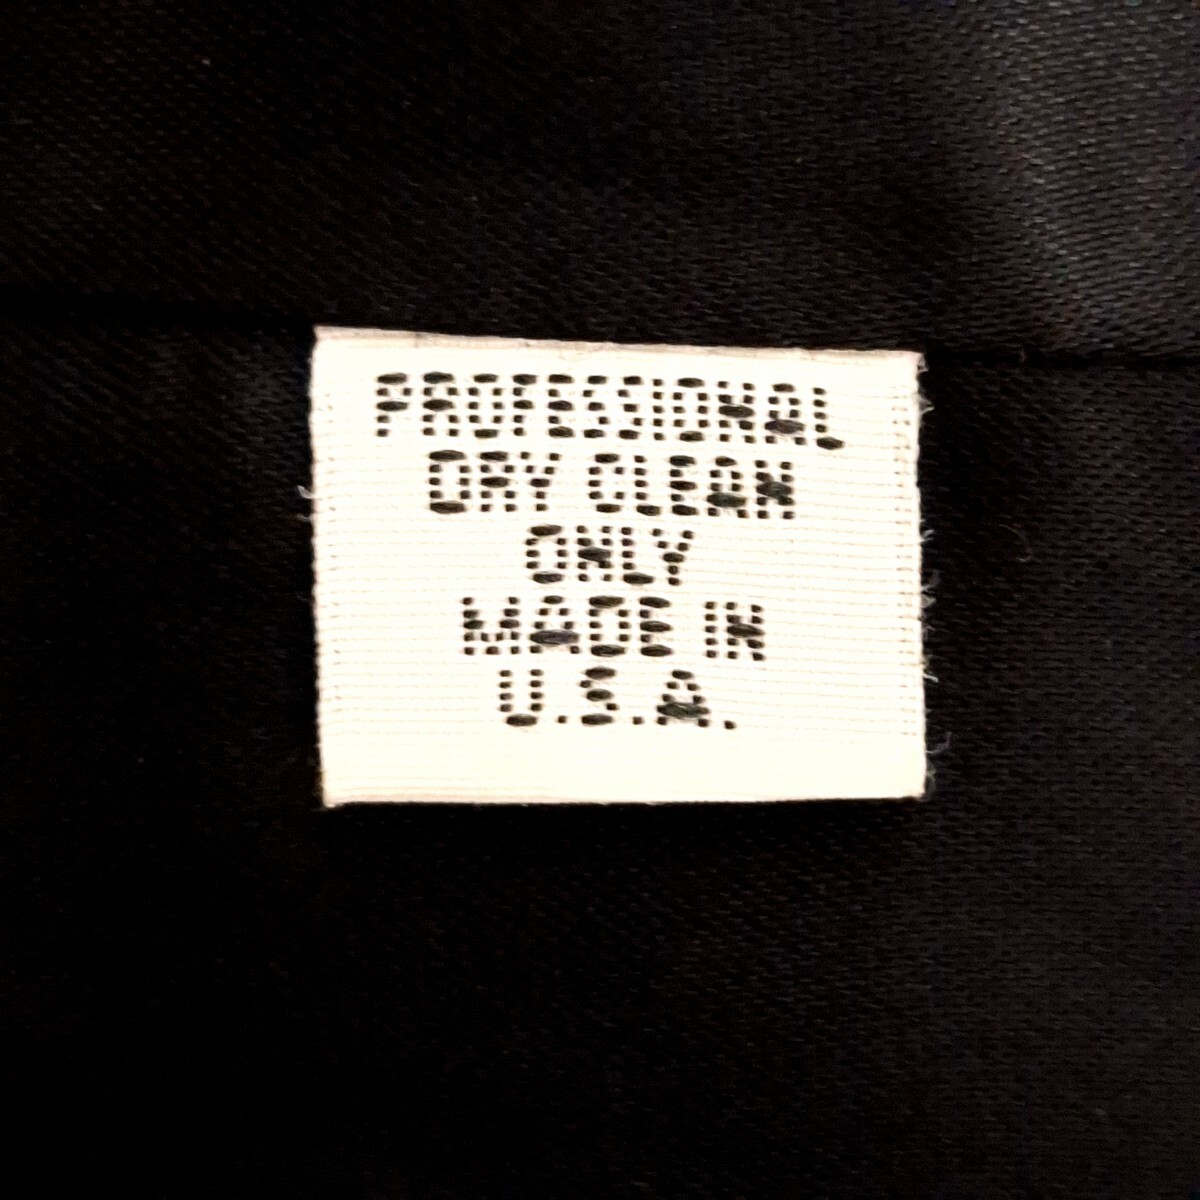 PROFESSIONAL
DRY CLEAN
ONLY
MADE IN
U.S.A.